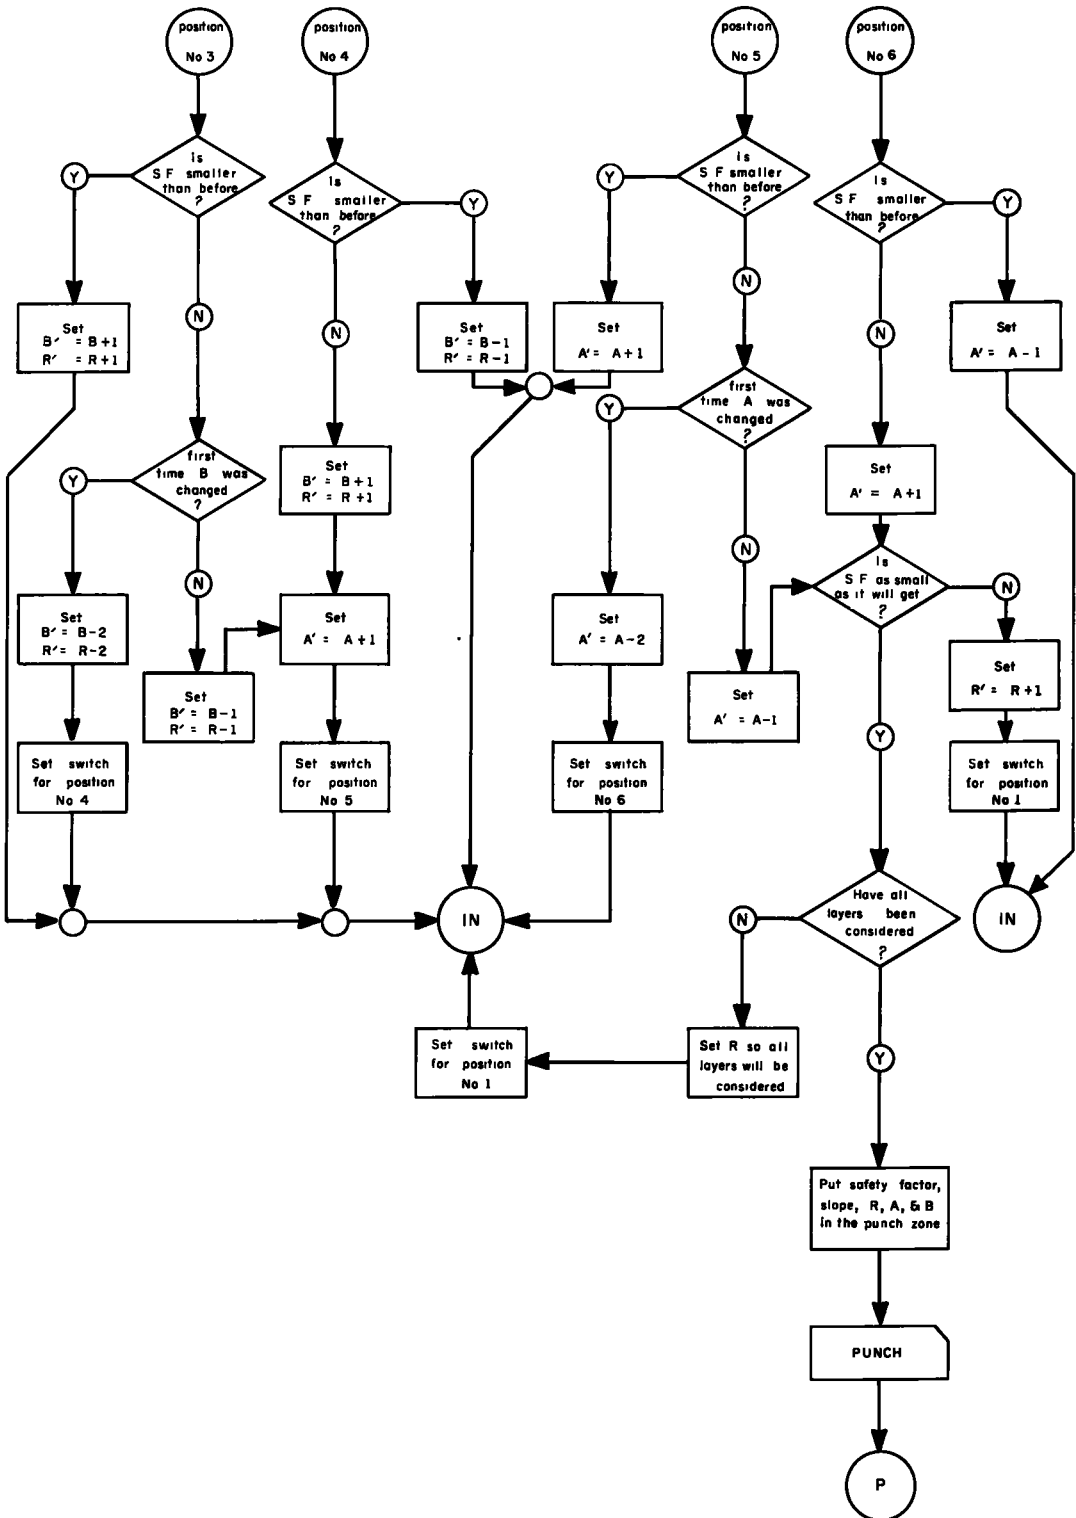 position
No 3
position
No 4
position
No 5
position
No 6
Is
S F smaller
than before
?
Y
N
Set
B' = B+1
R' = R+1
first
time B was
changed
?
Y
N
Set
B' = B-2
R' = R-2
Set switch
for position
No 4
Set
B' = B-1
R' = R-1
Is
S F smaller
than before
?
Y
N
Set
B' = B-1
R' = R-1
Set
B' = B+1
R' = R+1
Set
A' = A+1
Set switch
for position
No 5
Is
S F smaller
than before
?
Y
N
Set
A' = A+1
first
time A was
changed
?
Y
N
Set
A' = A-2
Set switch
for position
No 6
Set
A' = A-1
Is
S F smaller
than before
?
Y
N
Set
A' = A-1
Set
A' = A+1
Is
S F as small
as it will get
?
N
Y
Set
R' = R+1
Set switch
for position
No 1
IN
IN
Have all
layers been
considered
?
N
Y
Set R so all
layers will be
considered
Set switch
for position
No 1
Put safety factor,
slope, R, A, & B
in the punch zone
PUNCH
P